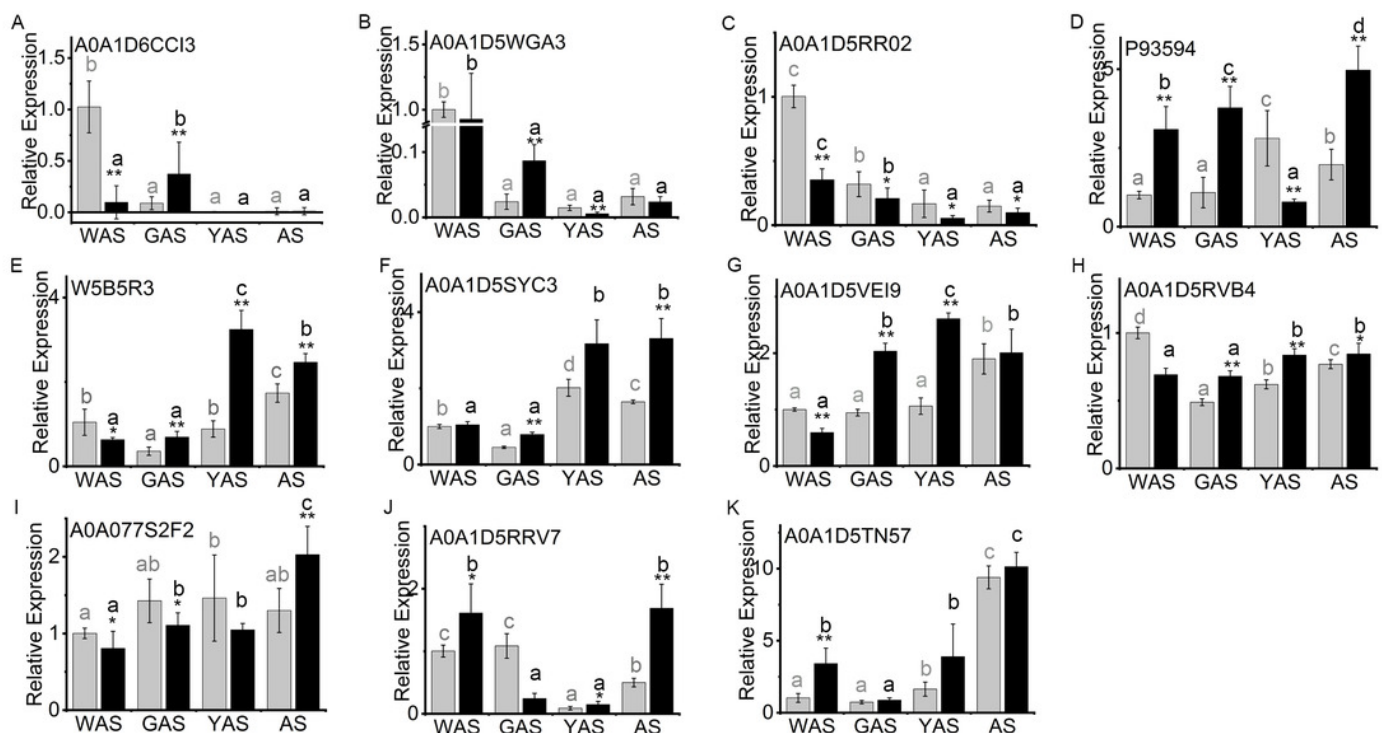 A
A0A1D6CCI3
Relative Expression
1.5
1.0
0.5
0.0
b
a
**
a
b
**
a
a
a
a
WAS GAS YAS AS
B
A0A1D5WGA3
Relative Expression
1.5
1.0
0.1
0.0
b
b
a
a
**
a
a
**
a
a
WAS GAS YAS AS
C
A0A1D5RR02
Relative Expression
1
0
c
c
**
b
b
*
a
a
*
a
a
*
WAS GAS YAS AS
D
P93594
Relative Expression
5
0
a
b
**
a
c
**
c
a
**
b
d
**
WAS GAS YAS AS
E
W5B5R3
Relative Expression
4
0
b
a
*
a
a
**
b
c
**
c
b
**
WAS GAS YAS AS
F
A0A1D5SYC3
Relative Expression
4
0
b
a
a
a
**
d
b
c
b
**
WAS GAS YAS AS
G
A0A1D5VEI9
Relative Expression
2
0
a
a
**
a
b
**
a
c
**
b
b
WAS GAS YAS AS
H
A0A1D5RVB4
Relative Expression
1
0
d
a
a
a
**
b
b
**
c
b
*
WAS GAS YAS AS
I
A0A077S2F2
Relative Expression
2
1
0
a
a
*
ab
b
*
b
b
ab
c
**
WAS GAS YAS AS
J
A0A1D5RRV7
Relative Expression
2
0
c
b
*
c
a
a
a
*
b
b
**
WAS GAS YAS AS
K
A0A1D5TN57
Relative Expression
10
5
0
a
b
**
a
a
b
b
c
c
WAS GAS YAS AS